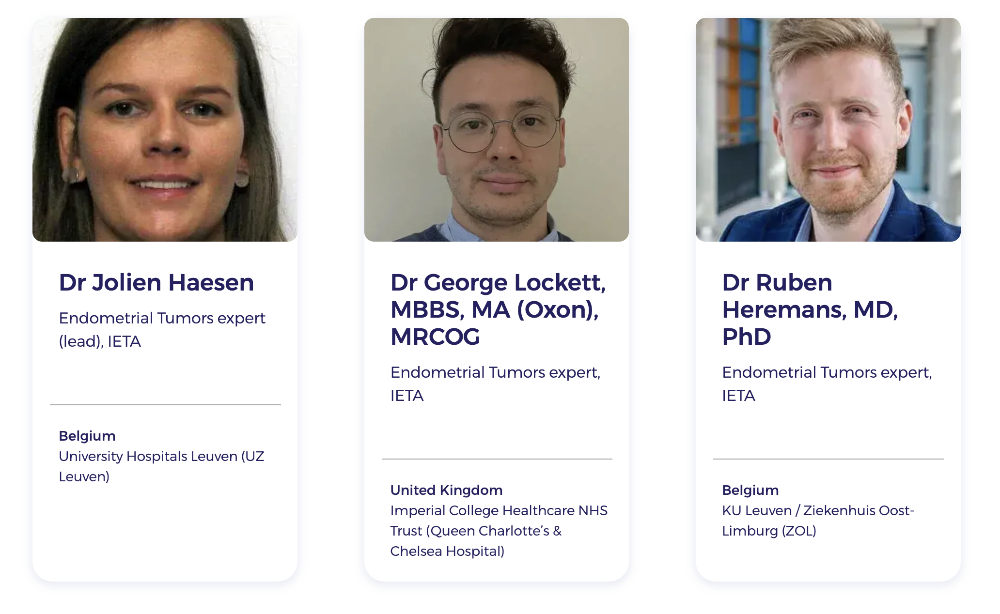 Dr Jolien Haesen
Endometrial Tumors expert
(lead), IETA
Belgium
University Hospitals Leuven (UZ
Leuven)
Dr George Lockett,
MBBS, MA (Oxon),
MRCOG
Endometrial Tumors expert,
IETA
United Kingdom
Imperial College Healthcare NHS
Trust (Queen Charlotte’s &
Chelsea Hospital)
Dr Ruben
Heremans, MD,
PhD
Endometrial Tumors expert,
IETA
Belgium
KU Leuven / Ziekenhuis Oost-
Limburg (ZOL)